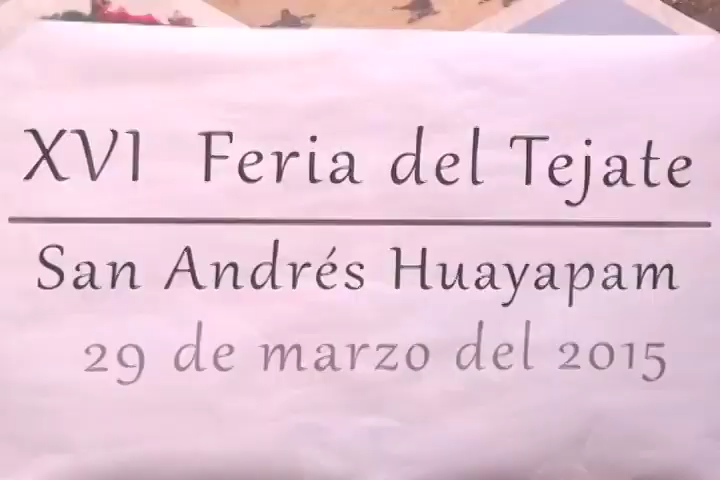 XVI Feria del Tejate
San Andrés Huayapam
29 de marzo del 2015